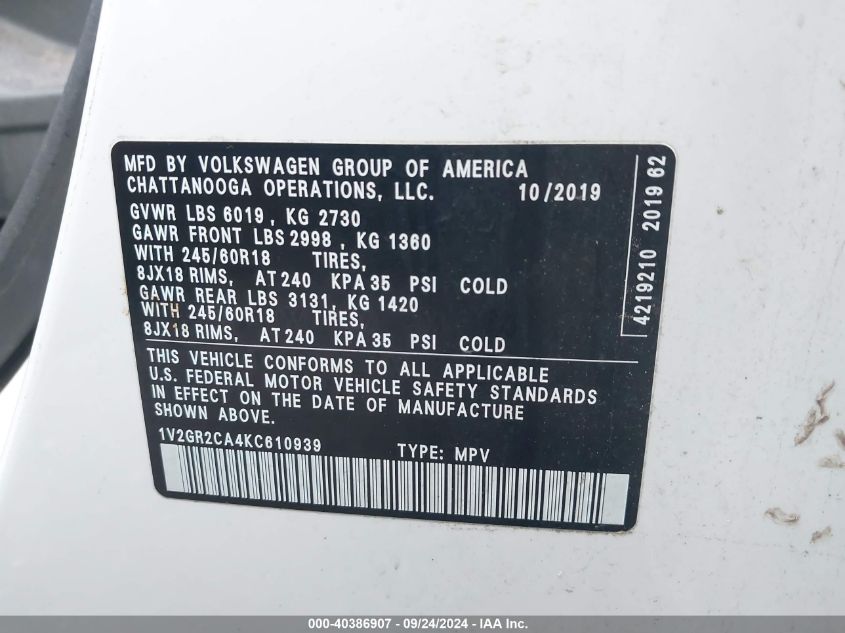 MFD BY VOLKSWAGEN GROUP OF AMERICA
CHATTANOOGA OPERATIONS, LLC. 10/2019
GVWR LBS 6019, KG 2730
GAWR FRONT LBS 2998, KG 1360
WITH 245/60R18 TIRES,
8JX18 RIMS, AT 240 KPA 35 PSI COLD
GAWR REAR LBS 3131, KG 1420
WITH 245/60R18 TIRES,
8JX18 RIMS, AT 240 KPA 35 PSI COLD
THIS VEHICLE CONFORMS TO ALL APPLICABLE
U.S. FEDERAL MOTOR VEHICLE SAFETY STANDARDS
IN EFFECT ON THE DATE OF MANUFACTURE
SHOWN ABOVE.
1V2GR2CA4KC610939 TYPE: MPV
4219210 2019 62
000-40386907 - 09/24/2024 - IAA Inc.